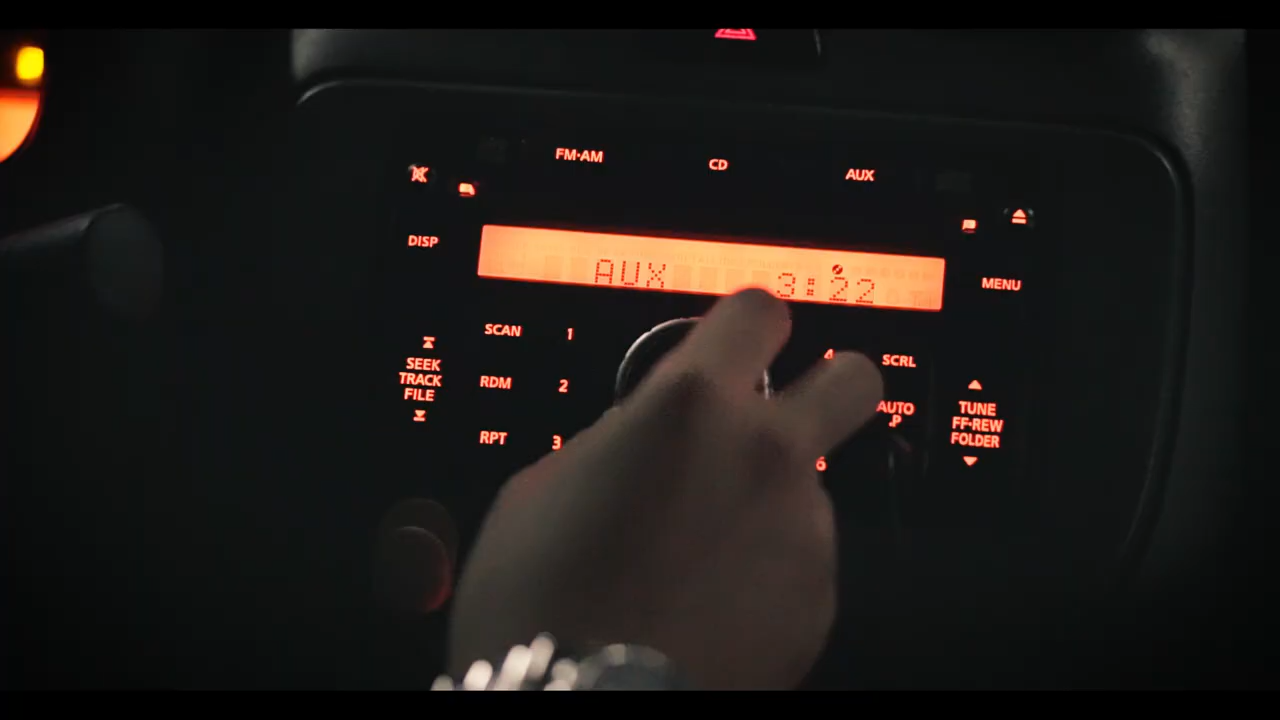 FM·AM
CD
AUX
DISP
AUX 3:22
MENU
SCAN 1
4 SCRL
SEEK
TRACK
FILE
RDM 2
AUTO
.P
TUNE
FF·REW
FOLDER
RPT 3
6